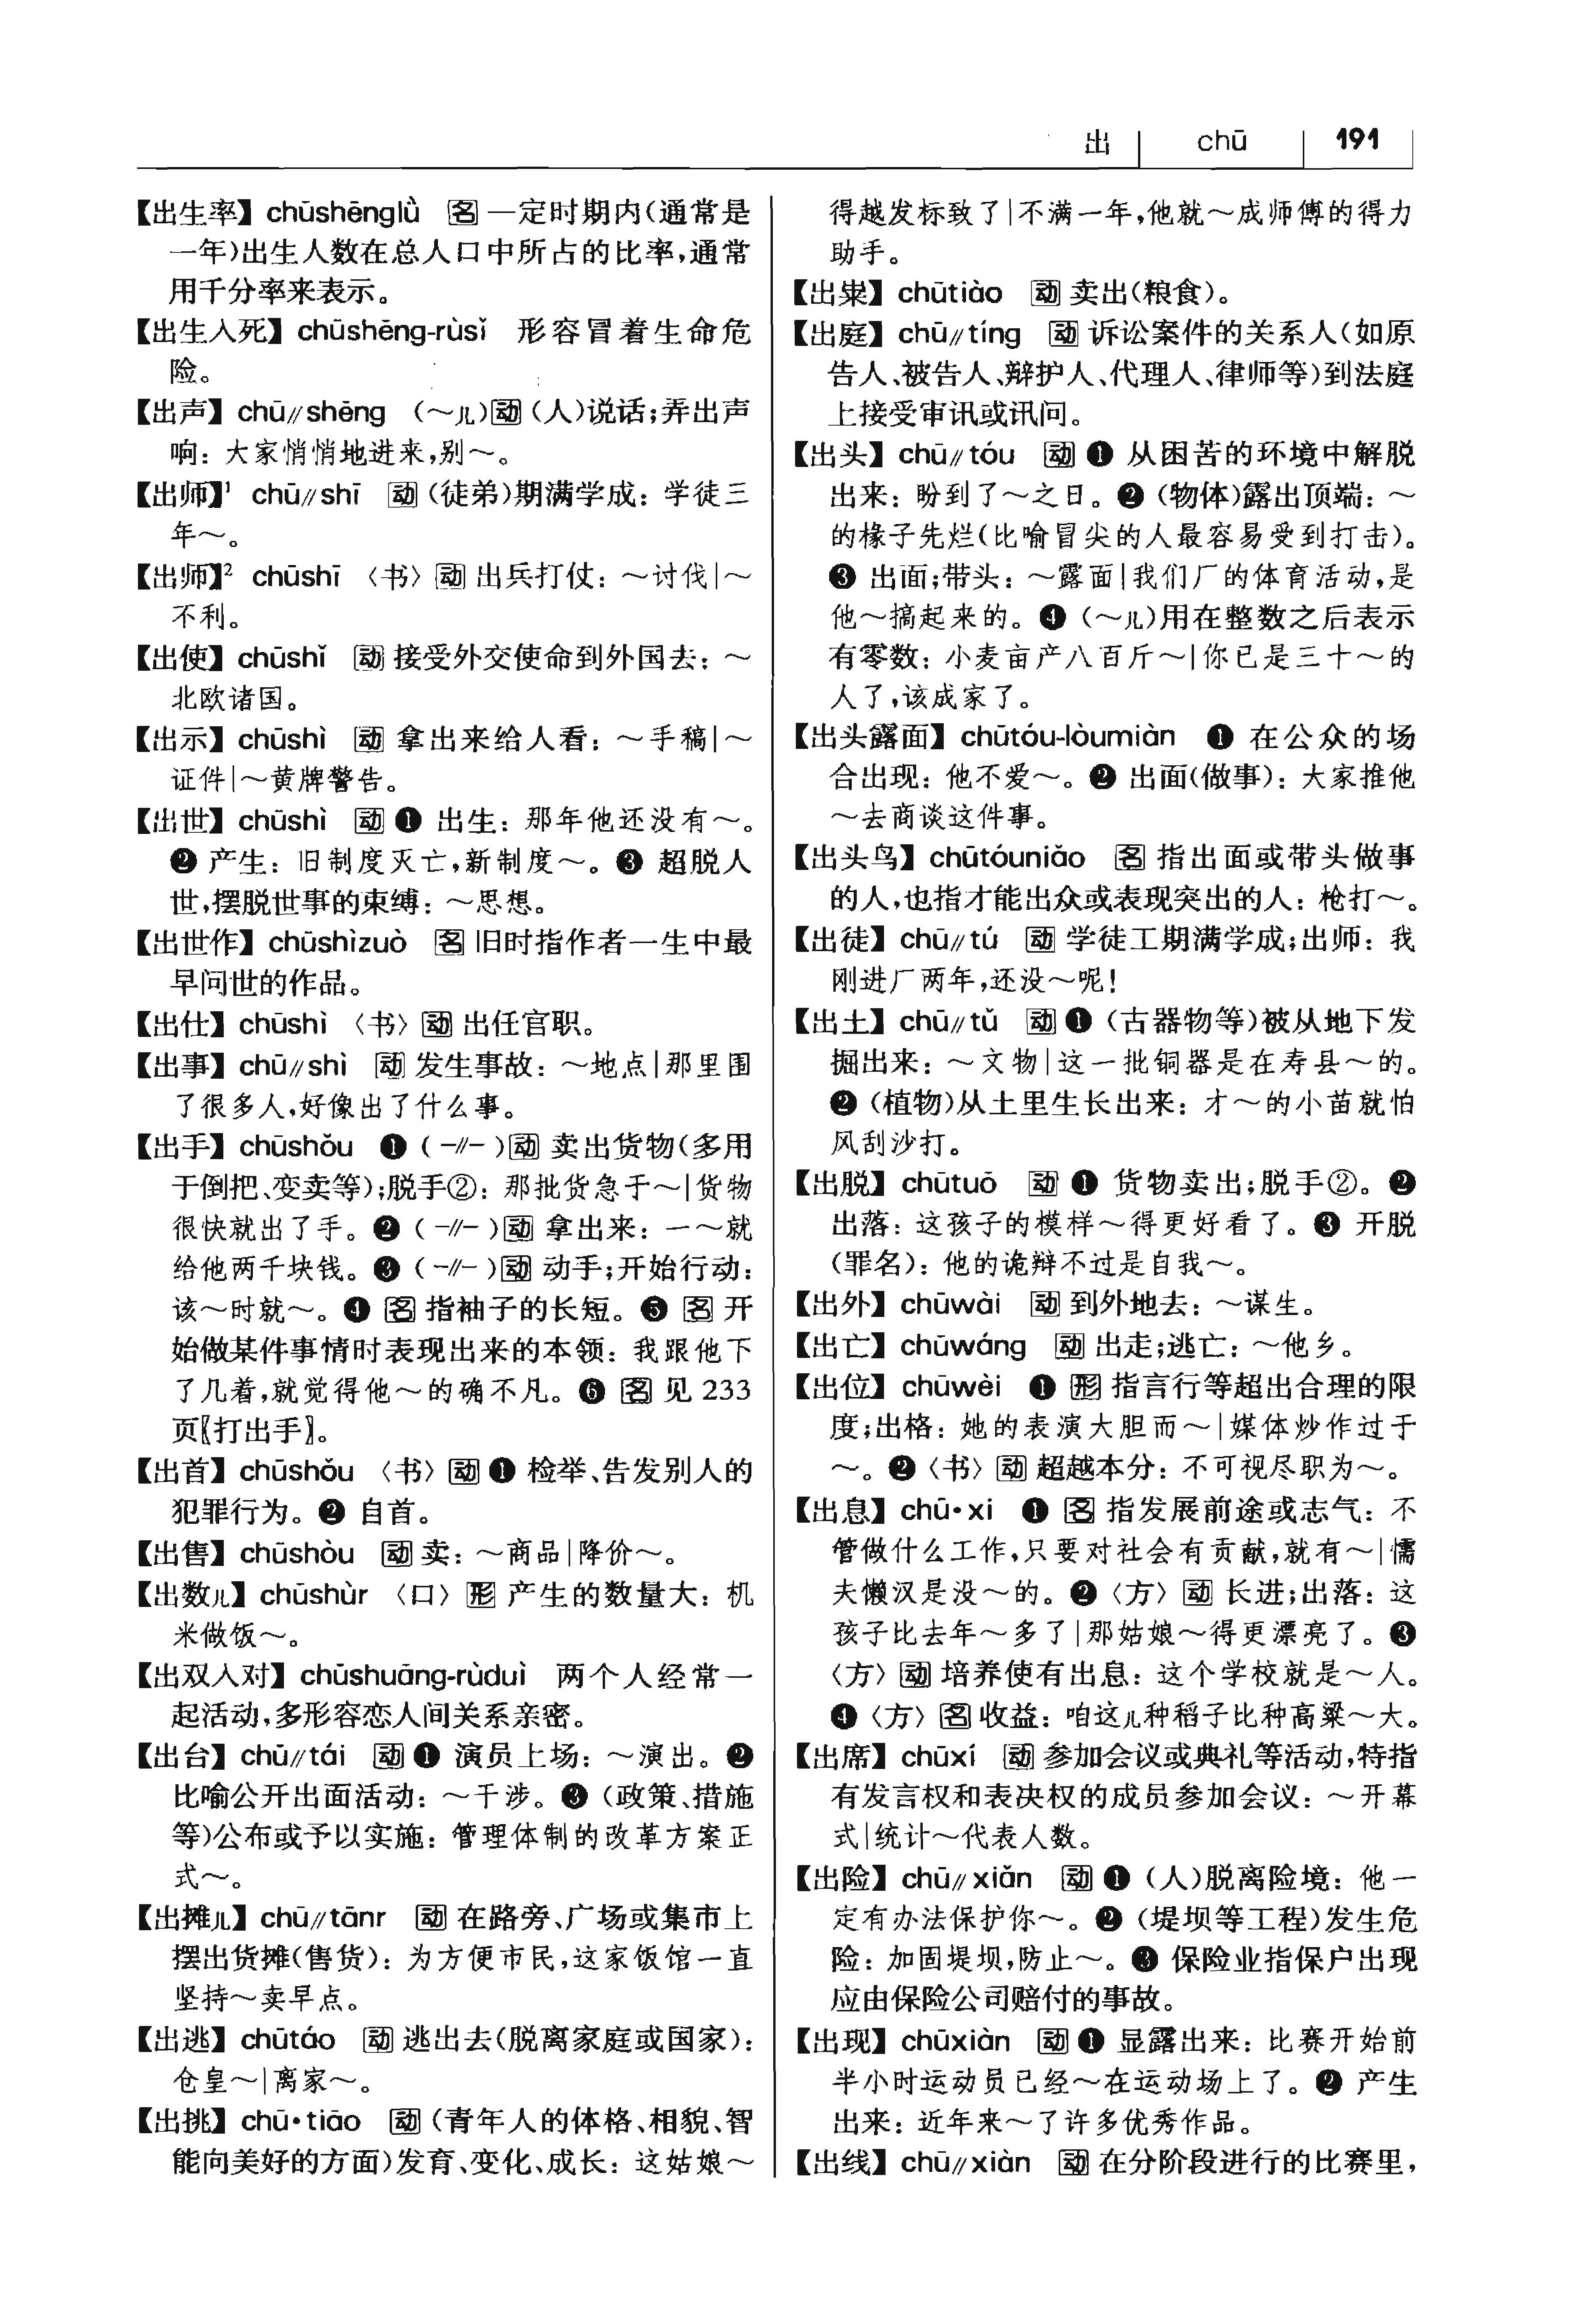 出 chū 191
【出生率】 chūshēnglǜ 名 一定时期内(通常是
一年)出生人数在总人口中所占的比率,通常
用千分率来表示。
【出生入死】 chūshēng-rùsǐ 形容冒着生命危
险。
【出声】 chū//shēng (～儿)动(人)说话;弄出声
响：大家悄悄地进来,别～。
【出师】¹ chū//shī 动(徒弟)期满学成：学徒三
年～。
【出师】² chūshī 〈书〉动 出兵打仗：～讨伐|～
不利。
【出使】 chūshǐ 动 接受外交使命到外国去：～
北欧诸国。
【出示】 chūshì 动 拿出来给人看：～手稿|～
证件|～黄牌警告。
【出世】 chūshì 动 ❶ 出生：那年他还没有～。
❷ 产生：旧制度灭亡,新制度～。❸ 超脱人
世,摆脱世事的束缚：～思想。
【出世作】 chūshìzuò 名 旧时指作者一生中最
早问世的作品。
【出仕】 chūshì 〈书〉动 出任官职。
【出事】 chū//shì 动 发生事故：～地点|那里围
了很多人,好像出了什么事。
【出手】 chūshǒu ❶ (-//-)动 卖出货物(多用
于倒把、变卖等);脱手②：那批货急于～|货物
很快就出了手。❷ (-//-)动 拿出来：一～就
给他两千块钱。❸ (-//-)动 动手;开始行动：
该～时就～。❹ 名 指袖子的长短。❺ 名 开
始做某件事情时表现出来的本领：我跟他下
了几着,就觉得他～的确不凡。❻ 名 见 233
页〖打出手〗。
【出首】 chūshǒu 〈书〉动 ❶ 检举、告发别人的
犯罪行为。❷ 自首。
【出售】 chūshòu 动 卖：～商品|降价～。
【出数儿】 chūshùr 〈口〉形 产生的数量大：机
米做饭～。
【出双入对】 chūshuāng-rùduì 两个人经常一
起活动,多形容恋人间关系亲密。
【出台】 chū//tái 动 ❶ 演员上场：～演出。❷
比喻公开出面活动：～干涉。❸ (政策、措施
等)公布或予以实施：管理体制的改革方案正
式～。
【出摊儿】 chū//tānr 动 在路旁、广场或集市上
摆出货摊(售货)：为方便市民,这家饭馆一直
坚持～卖早点。
【出逃】 chūtáo 动 逃出去(脱离家庭或国家)：
仓皇～|离家～。
【出挑】 chū·tiāo 动(青年人的体格、相貌、智
能向美好的方面)发育、变化、成长：这姑娘～
得越发标致了|不满一年,他就～成师傅的得力
助手。
【出粜】 chūtiào 动 卖出(粮食)。
【出庭】 chū//tíng 动 诉讼案件的关系人(如原
告人、被告人、辩护人、代理人、律师等)到法庭
上接受审讯或讯问。
【出头】 chū//tóu 动 ❶ 从困苦的环境中解脱
出来：盼到了～之日。❷ (物体)露出顶端：～
的椽子先烂(比喻冒尖的人最容易受到打击)。
❸ 出面;带头：～露面|我们厂的体育活动,是
他～搞起来的。❹ (～儿)用在整数之后表示
有零数：小麦亩产八百斤～|你已是三十～的
人了,该成家了。
【出头露面】 chūtóu-lòumiàn ❶ 在公众的场
合出现：他不爱～。❷ 出面(做事)：大家推他
～去商谈这件事。
【出头鸟】 chūtóuniǎo 名 指出面或带头做事
的人,也指才能出众或表现突出的人：枪打～。
【出徒】 chū//tú 动 学徒工期满学成;出师：我
刚进厂两年,还没～呢!
【出土】 chū//tǔ 动 ❶ (古器物等)被从地下发
掘出来：～文物|这一批铜器是在寿县～的。
❷ (植物)从土里生长出来：才～的小苗就怕
风刮沙打。
【出脱】 chūtuō 动 ❶ 货物卖出;脱手②。❷
出落：这孩子的模样～得更好看了。❸ 开脱
(罪名)：他的诡辩不过是自我～。
【出外】 chūwài 动 到外地去：～谋生。
【出亡】 chūwáng 动 出走;逃亡：～他乡。
【出位】 chūwèi ❶ 形 指言行等超出合理的限
度;出格：她的表演大胆而～|媒体炒作过于
～。❷〈书〉动 超越本分：不可视尽职为～。
【出息】 chū·xi ❶ 名 指发展前途或志气：不
管做什么工作,只要对社会有贡献,就有～|懦
夫懒汉是没～的。❷〈方〉动 长进;出落：这
孩子比去年～多了|那姑娘～得更漂亮了。❸
〈方〉动 培养使有出息：这个学校就是～人。
❹〈方〉名 收益：咱这儿种稻子比种高粱～大。
【出席】 chūxí 动 参加会议或典礼等活动,特指
有发言权和表决权的成员参加会议：～开幕
式|统计～代表人数。
【出险】 chū//xiǎn 动 ❶ (人)脱离险境：他一
定有办法保护你～。❷ (堤坝等工程)发生危
险：加固堤坝,防止～。❸ 保险业指保户出现
应由保险公司赔付的事故。
【出现】 chūxiàn 动 ❶ 显露出来：比赛开始前
半小时运动员已经～在运动场上了。❷ 产生
出来：近年来～了许多优秀作品。
【出线】 chū//xiàn 动 在分阶段进行的比赛里,